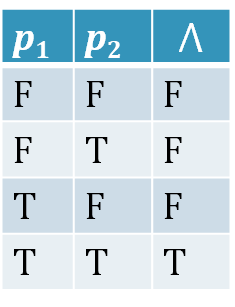 p₁ p₂ ∧
F F F
F T F
T F F
T T T